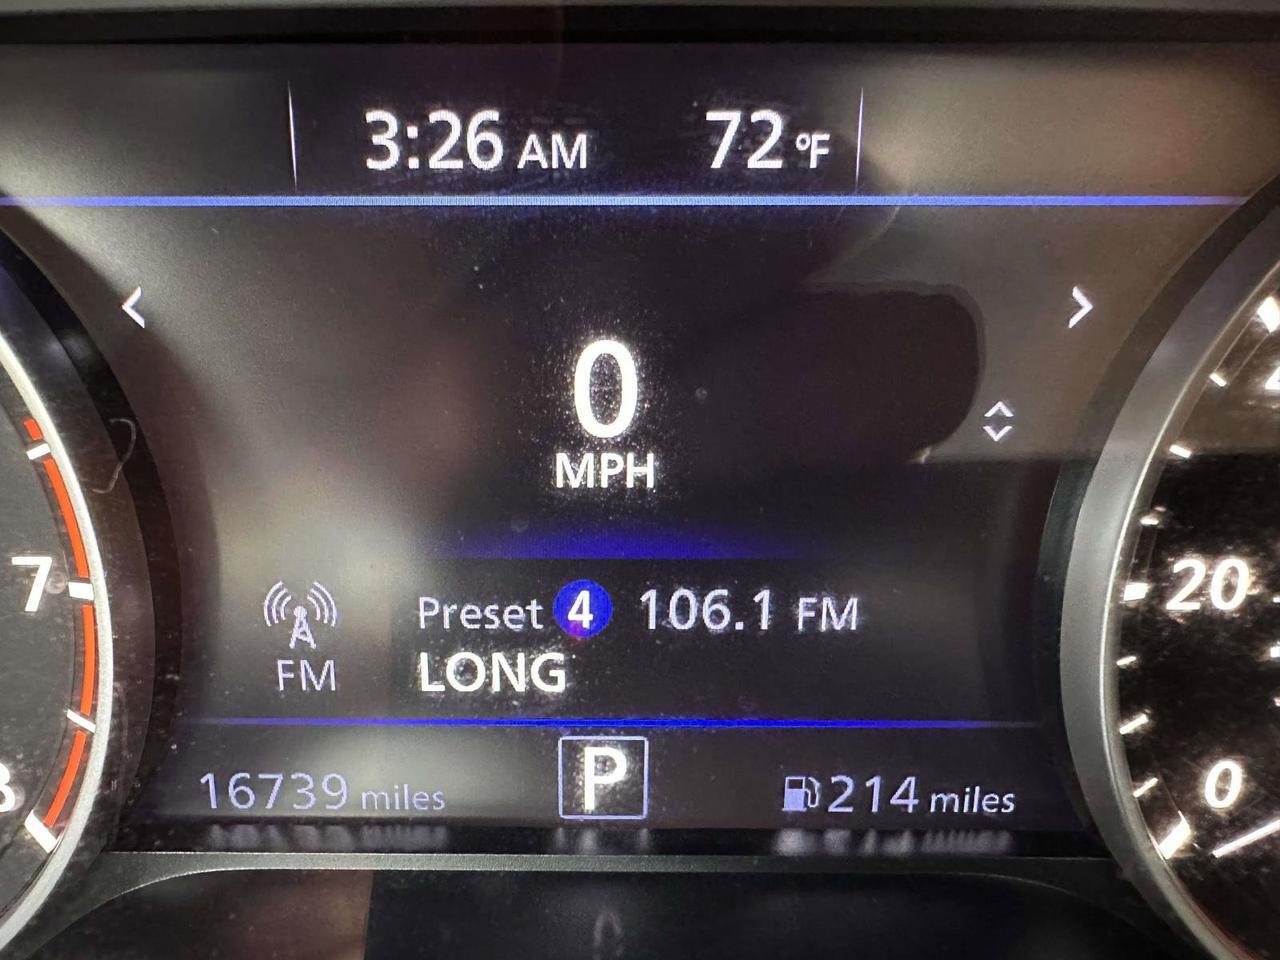 3:26 AM 72 °F
0
MPH
Preset 4 106.1 FM
FM LONG
16739 miles P 214 miles
7
8
20
0